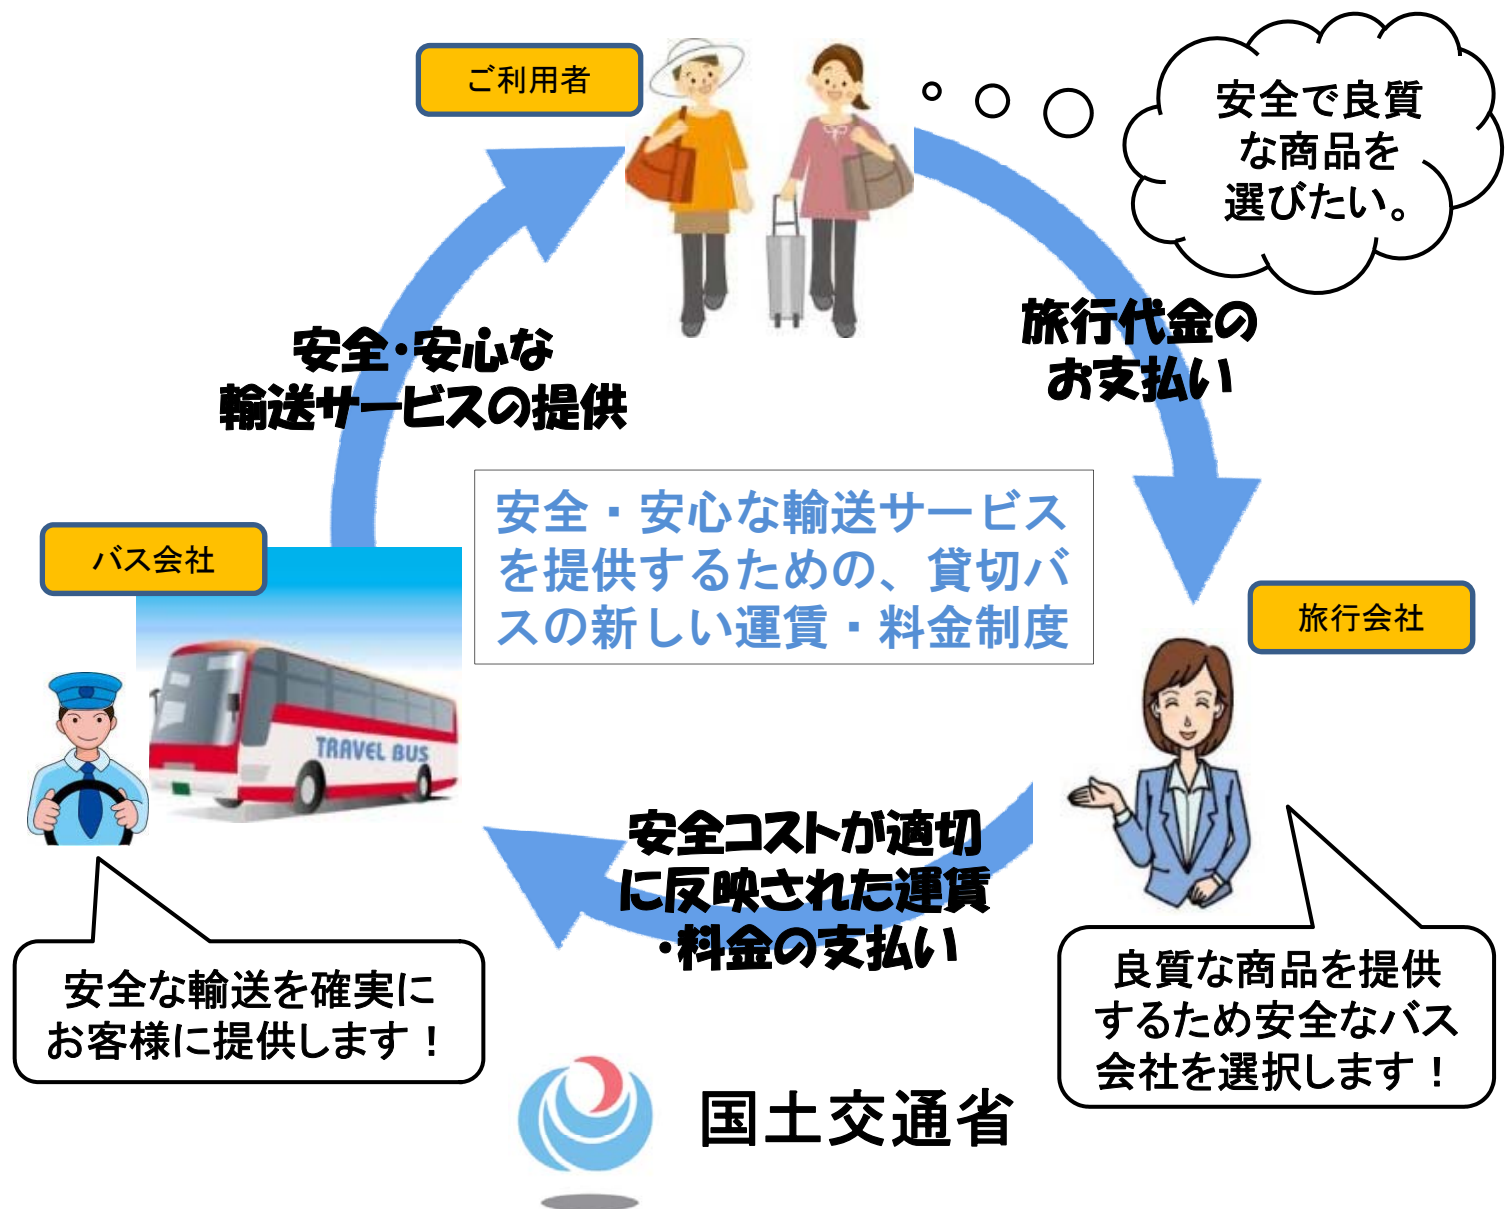 ご利用者
安全で良質
な商品を
選びたい。
安全・安心な
輸送サービスの提供
旅行代金の
お支払い
安全・安心な輸送サービス
を提供するための、貸切バ
スの新しい運賃・料金制度
バス会社
旅行会社
TRAVEL BUS
安全コストが適切
に反映された運賃
・料金の支払い
安全な輸送を確実に
お客様に提供します！
良質な商品を提供
するため安全なバス
会社を選択します！
国土交通省